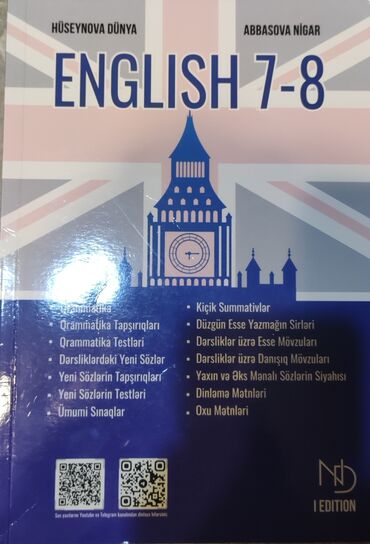 HÜSEYNOVA DÜNYA
ABBASOVA NİGAR
ENGLISH 7-8
Qrammatika
Qrammatika Tapşırıqları
Qrammatika Testləri
Dərsliklərdəki Yeni Sözlər
Yeni Sözlərin Tapşırıqları
Yeni Sözlərin Testləri
Ümumi Sınaqlar
Kiçik Summativlər
Düzgün Esse Yazmağın Sirləri
Dərsliklər üzrə Esse Mövzuları
Dərsliklər üzrə Danışıq Mövzuları
Yaxın və Əks Mənalı Sözlərin Siyahısı
Dinləmə Mətnləri
Oxu Mətnləri
ND
I EDITION